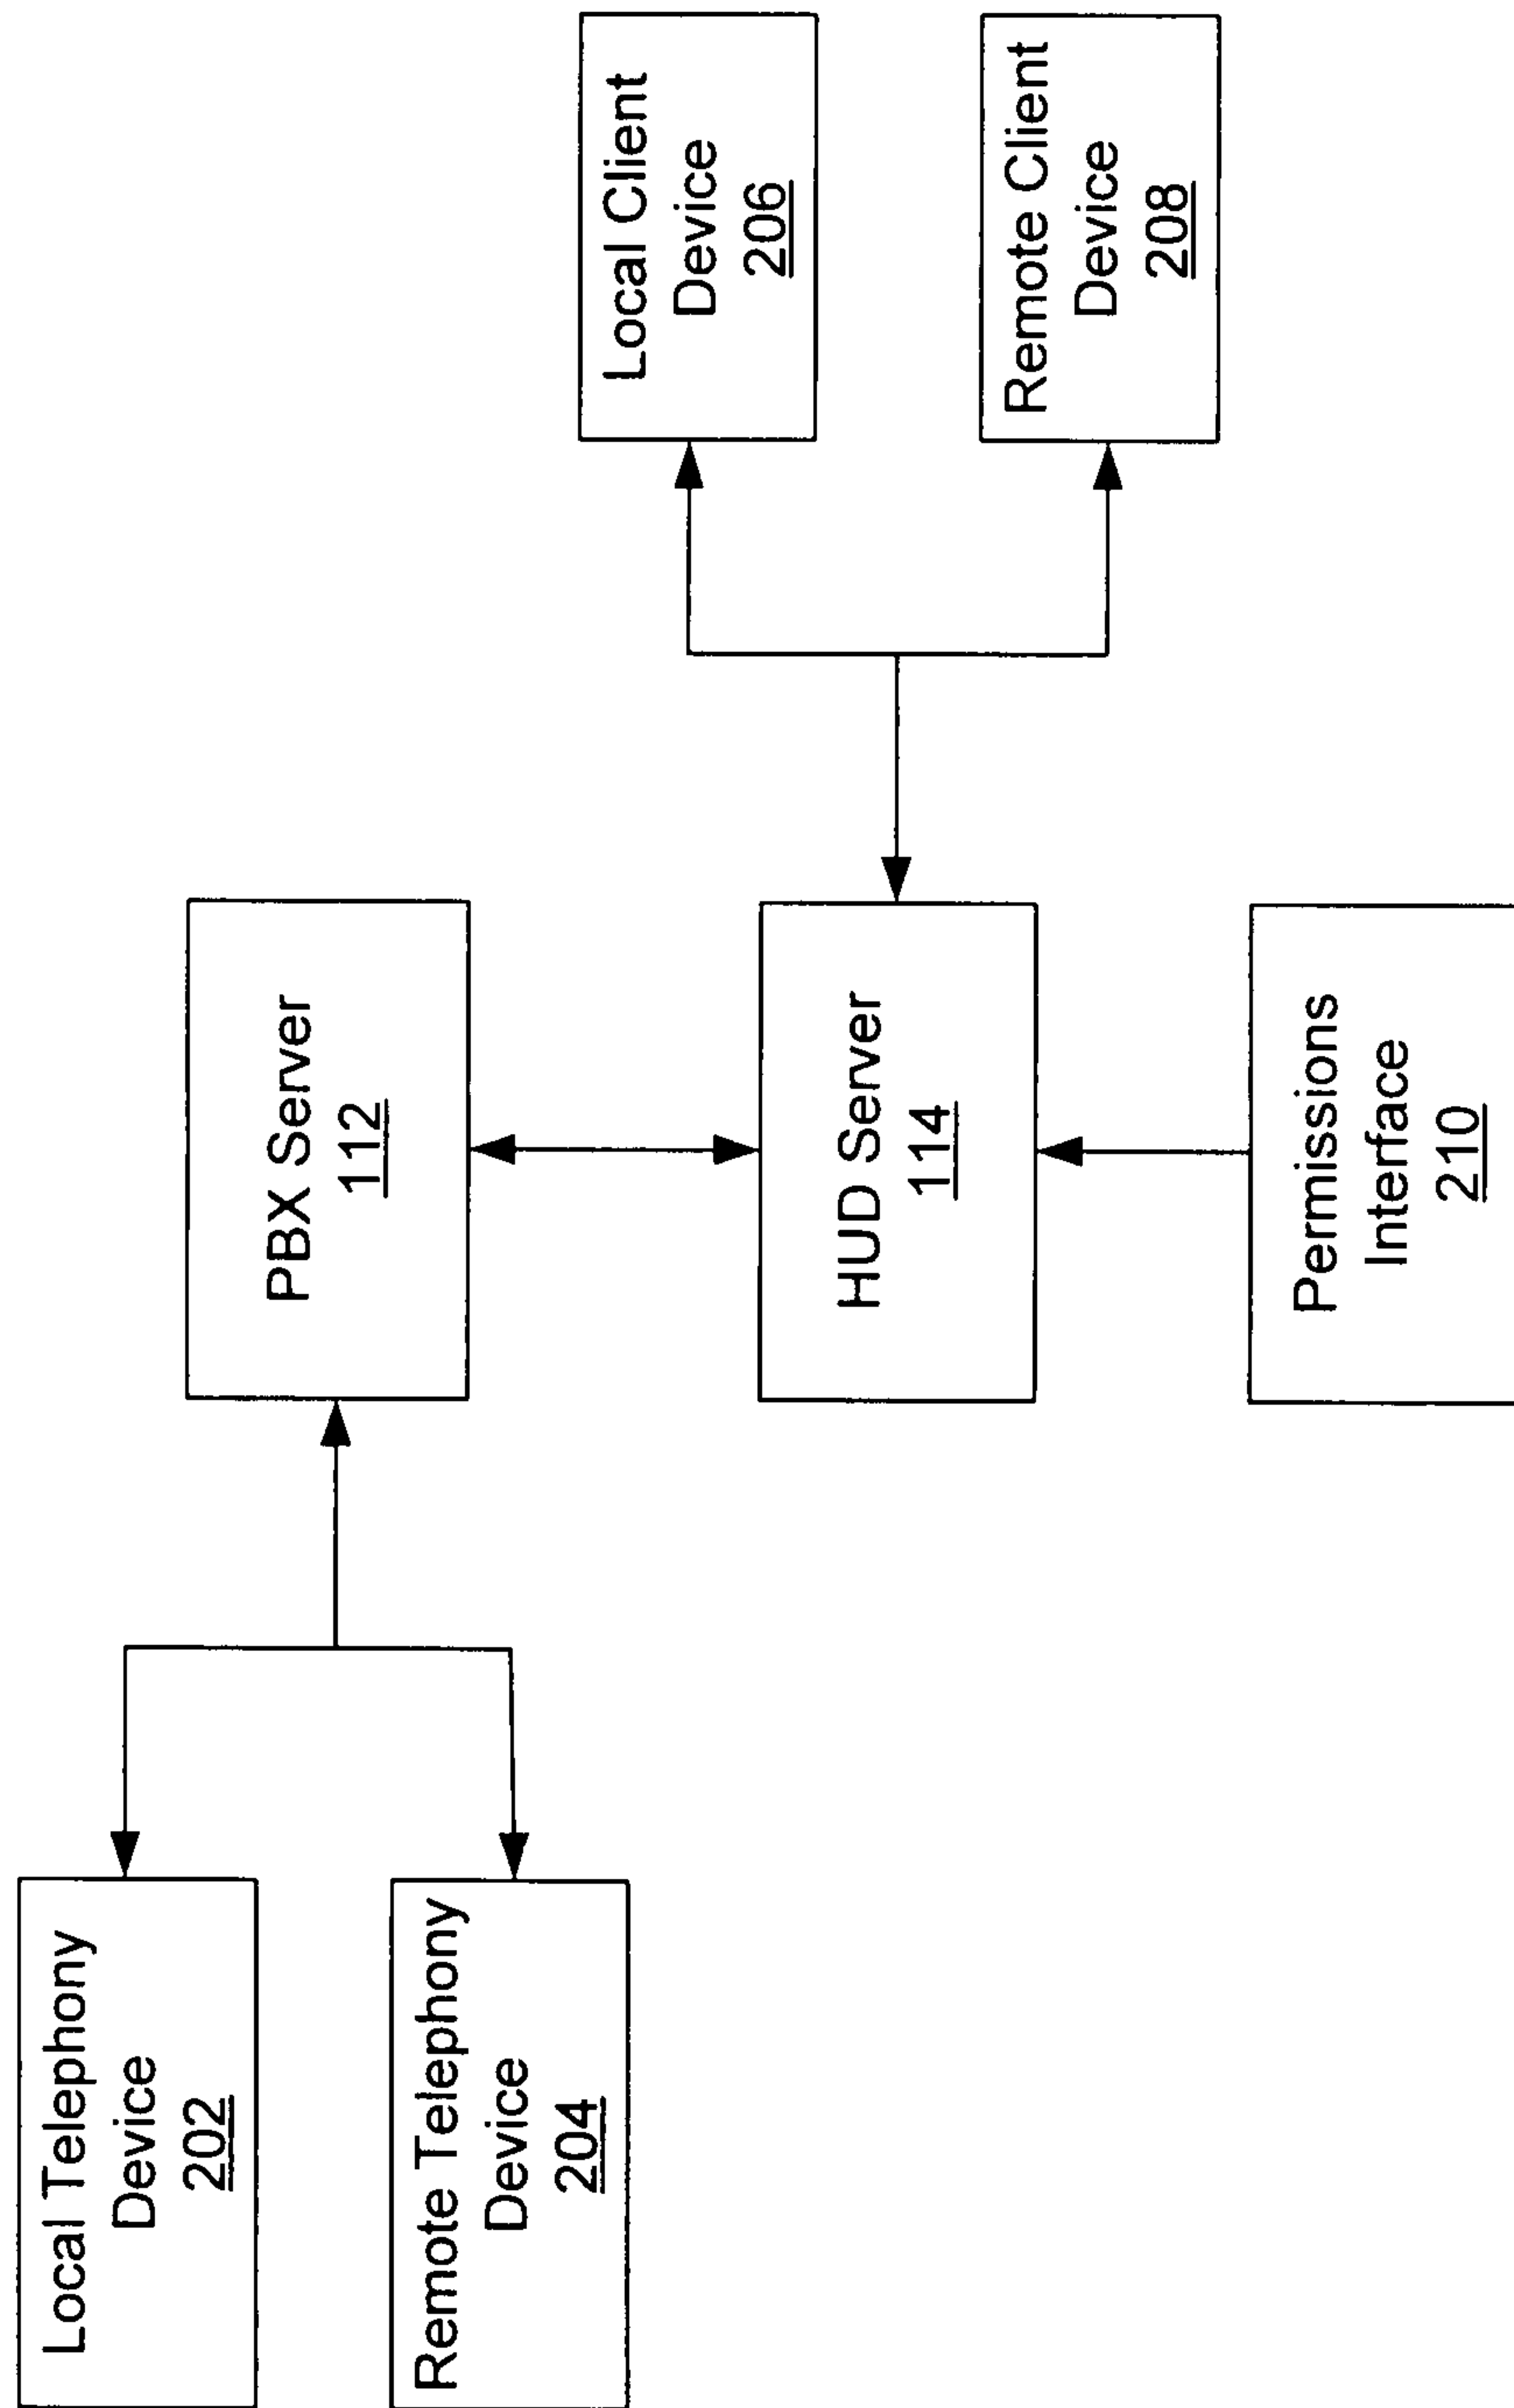 Local Telephony
Device
202
Remote Telephony
Device
204
PBX Server
112
HUD Server
114
Permissions
Interface
210
Local Client
Device
206
Remote Client
Device
208